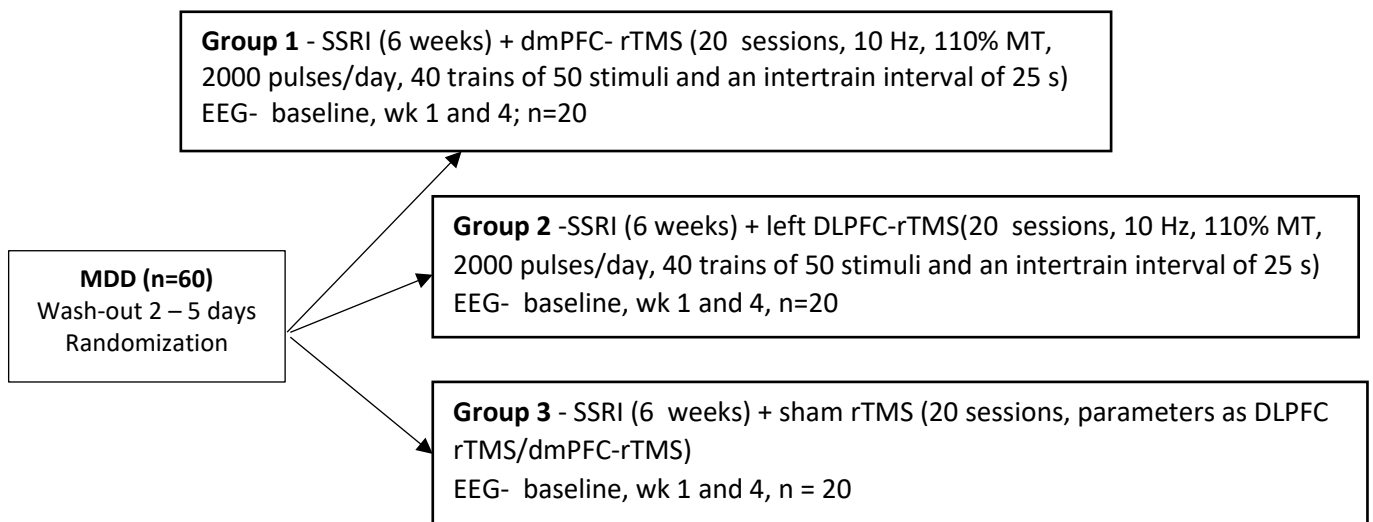 Group 1 - SSRI (6 weeks) + dmPFC- rTMS (20 sessions, 10 Hz, 110% MT,
2000 pulses/day, 40 trains of 50 stimuli and an intertrain interval of 25 s)
EEG- baseline, wk 1 and 4; n=20
Group 2 -SSRI (6 weeks) + left DLPFC-rTMS(20 sessions, 10 Hz, 110% MT,
2000 pulses/day, 40 trains of 50 stimuli and an intertrain interval of 25 s)
EEG- baseline, wk 1 and 4, n=20
MDD (n=60)
Wash-out 2 – 5 days
Randomization
Group 3 - SSRI (6 weeks) + sham rTMS (20 sessions, parameters as DLPFC
rTMS/dmPFC-rTMS)
EEG- baseline, wk 1 and 4, n = 20